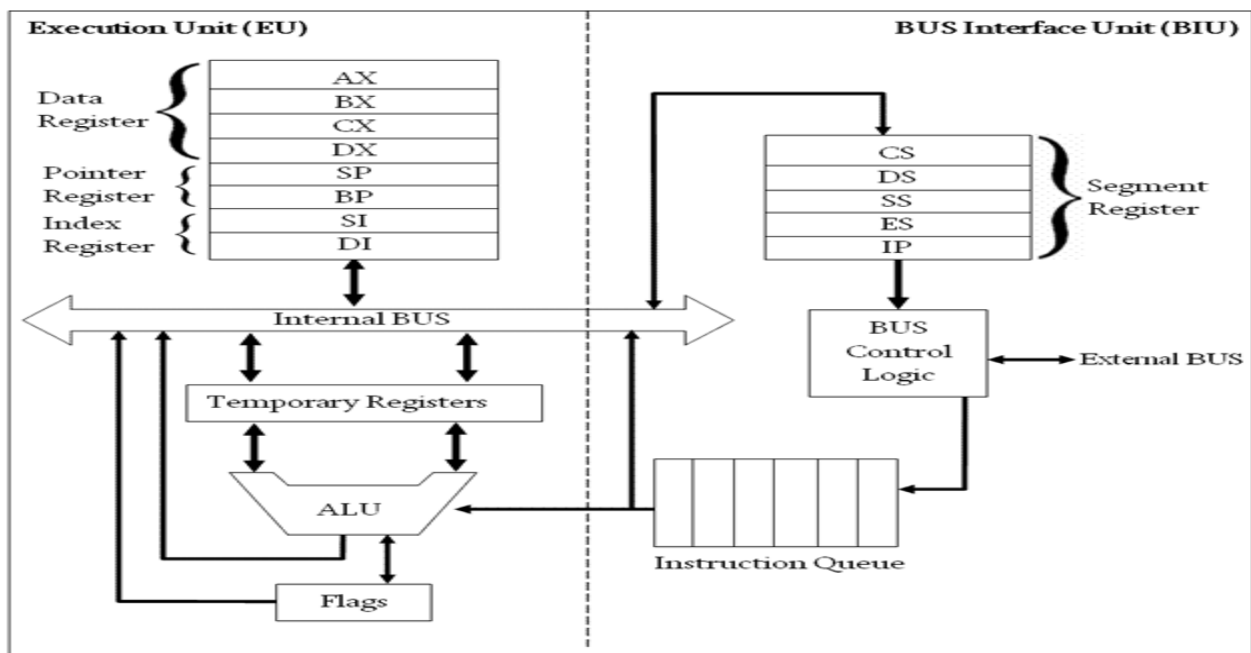 Execution Unit (EU)
BUS Interface Unit (BIU)
AX
BX
CX
DX
SP
BP
SI
DI
Data
Register
Pointer
Register
Index
Register
CS
DS
SS
ES
IP
Segment
Register
Internal BUS
BUS
Control
Logic
External BUS
Temporary Registers
ALU
Instruction Queue
Flags